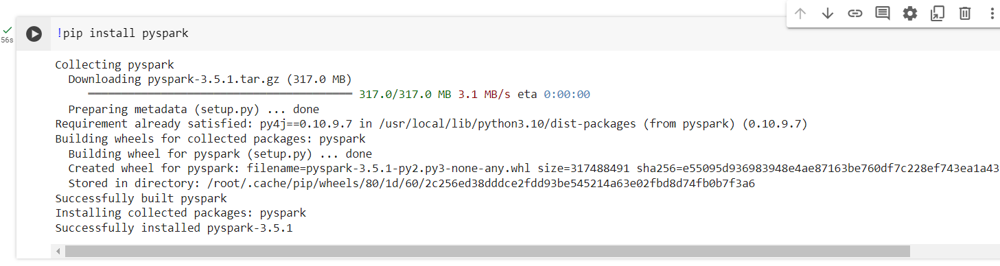 !pip install pyspark
56s
Collecting pyspark
Downloading pyspark-3.5.1.tar.gz (317.0 MB)
317.0/317.0 MB 3.1 MB/s eta 0:00:00
Preparing metadata (setup.py) ... done
Requirement already satisfied: py4j==0.10.9.7 in /usr/local/lib/python3.10/dist-packages (from pyspark) (0.10.9.7)
Building wheels for collected packages: pyspark
Building wheel for pyspark (setup.py) ... done
Created wheel for pyspark: filename=pyspark-3.5.1-py2.py3-none-any.whl size=317488491 sha256=e55095d936983948e4ae87163be760df7c228ef743ea1a43
Stored in directory: /root/.cache/pip/wheels/80/1d/60/2c256ed38dddce2fdd93be545214a63e02fbd8d74fb0b7f3a6
Successfully built pyspark
Installing collected packages: pyspark
Successfully installed pyspark-3.5.1